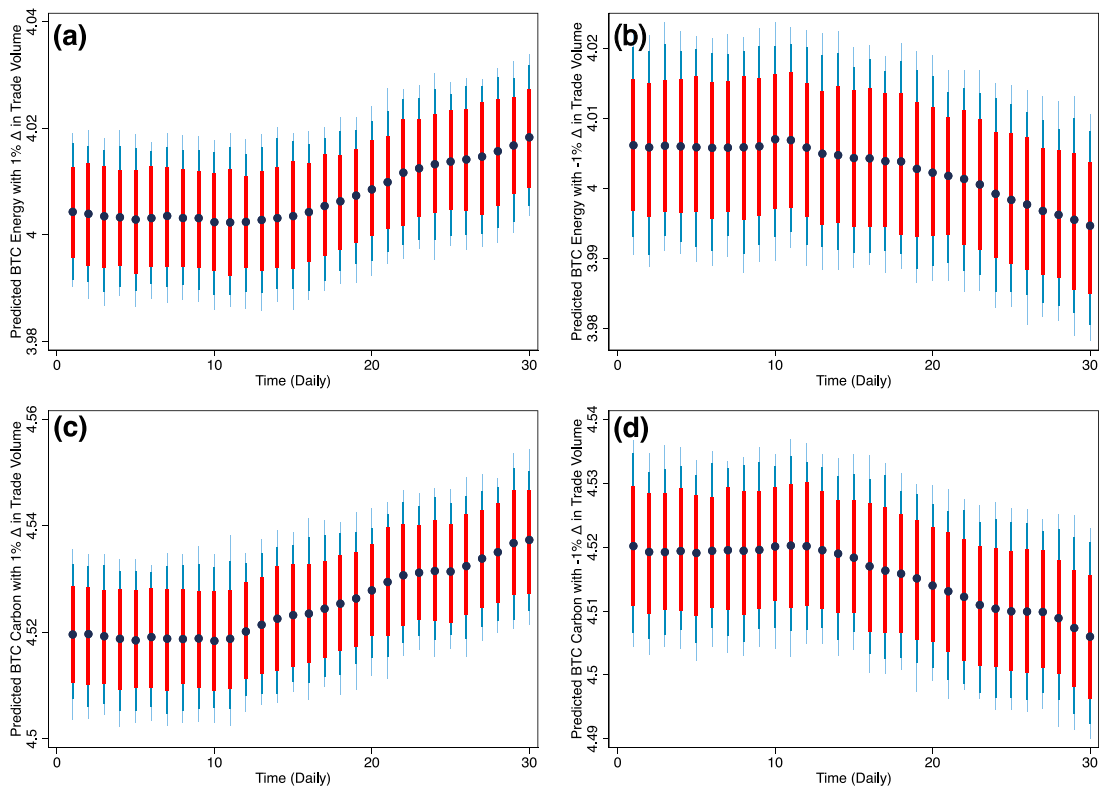 (a)
Predicted BTC Energy with 1% Δ in Trade Volume
4.04
4.02
4
3.98
0 10 20 30
Time (Daily)
(b)
Predicted BTC Energy with -1% Δ in Trade Volume
4.02
4.01
4
3.99
3.98
0 10 20 30
Time (Daily)
(c)
Predicted BTC Carbon with 1% Δ in Trade Volume
4.56
4.54
4.52
4.5
0 10 20 30
Time (Daily)
(d)
Predicted BTC Carbon with -1% Δ in Trade Volume
4.54
4.53
4.52
4.51
4.5
4.49
0 10 20 30
Time (Daily)